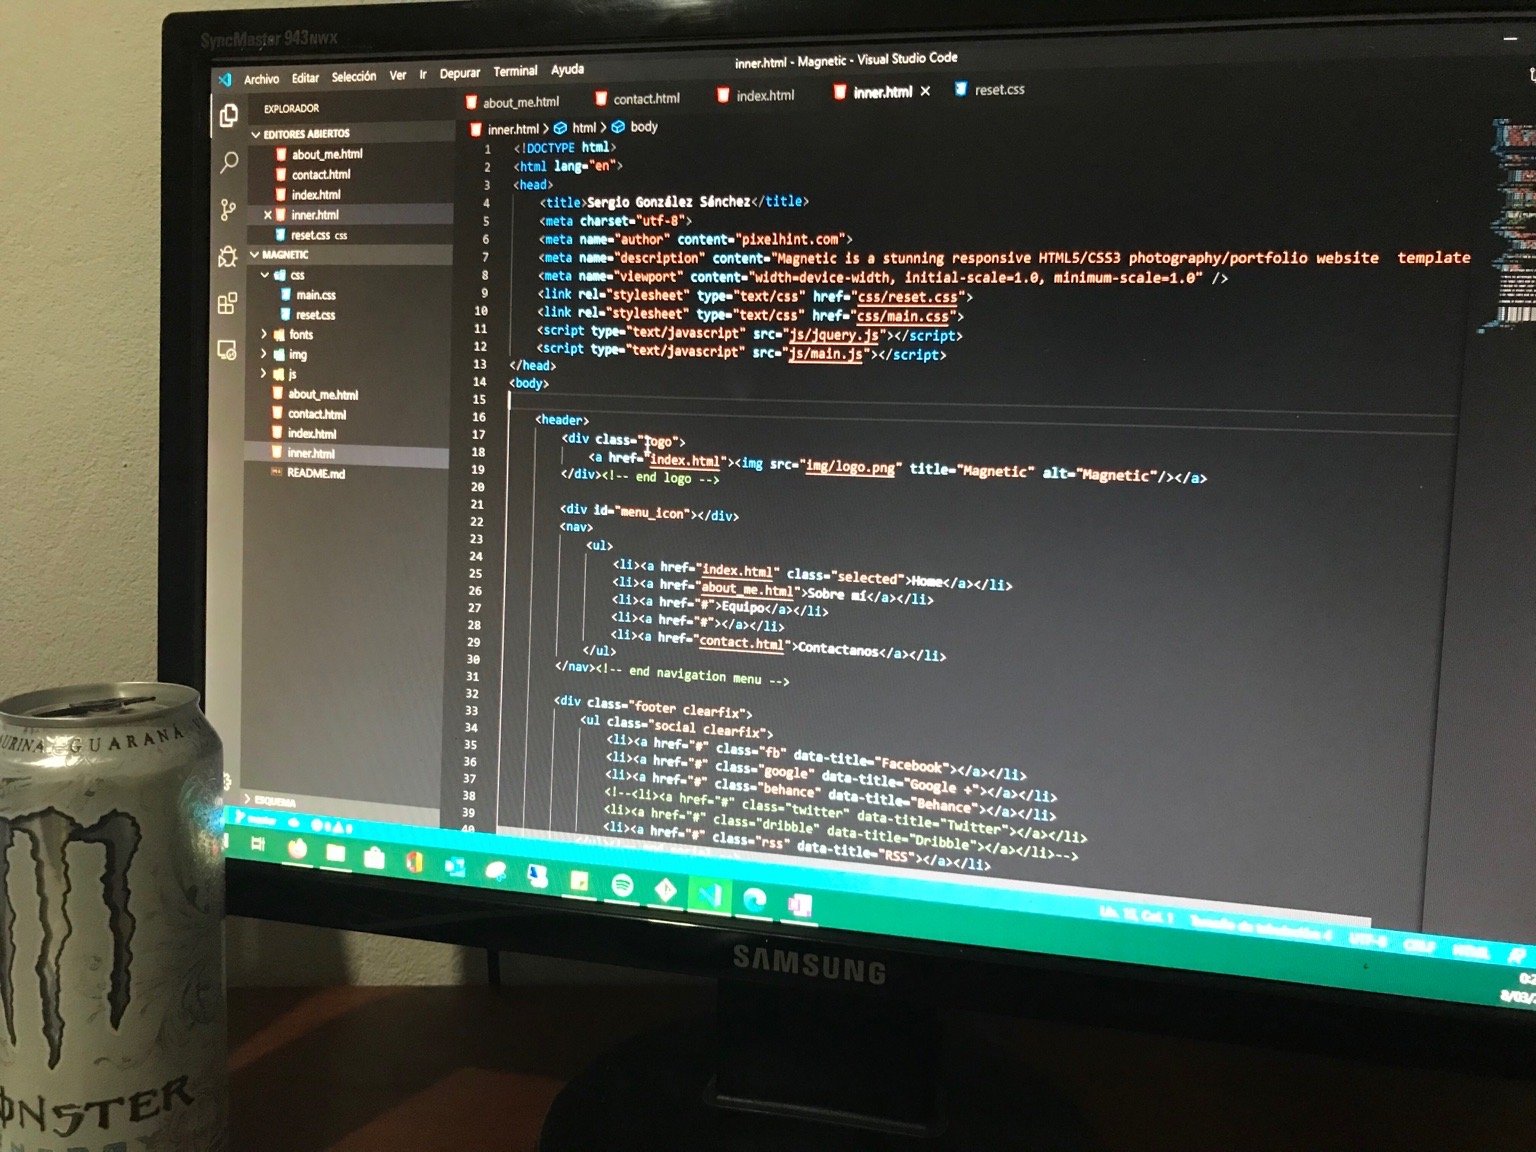 SyncMaster 943NWX
inner.html - Magnetic - Visual Studio Code
Archivo Editar Selección Ver Ir Depurar Terminal Ayuda
EXPLORADOR
EDITORES ABIERTOS
about_me.html
contact.html
index.html
inner.html
reset.css css
MAGNETIC
css
main.css
reset.css
fonts
img
js
about_me.html
contact.html
index.html
inner.html
README.md
ESQUEMA
about_me.html contact.html index.html inner.html reset.css
inner.html > html > body
1 <!DOCTYPE html>
2 <html lang="en">
3 <head>
4 <title>Sergio González Sánchez</title>
5 <meta charset="utf-8">
6 <meta name="author" content="pixelhint.com">
7 <meta name="description" content="Magnetic is a stunning responsive HTML5/CSS3 photography/portfolio website template
8 <meta name="viewport" content="width=device-width, initial-scale=1.0, minimum-scale=1.0" />
9 <link rel="stylesheet" type="text/css" href="css/reset.css">
10 <link rel="stylesheet" type="text/css" href="css/main.css">
11 <script type="text/javascript" src="js/jquery.js"></script>
12 <script type="text/javascript" src="js/main.js"></script>
13 </head>
14 <body>
15
16 <header>
17 <div class="logo">
18 <a href="index.html"><img src="img/logo.png" title="Magnetic" alt="Magnetic"/></a>
19 </div><!-- end logo -->
20
21 <div id="menu_icon"></div>
22 <nav>
23 <ul>
24 <li><a href="index.html" class="selected">Home</a></li>
25 <li><a href="about_me.html">Sobre mí</a></li>
26 <li><a href="#">Equipo</a></li>
27 <li><a href="#"></a></li>
28 <li><a href="contact.html">Contactanos</a></li>
29 </ul>
30 </nav><!-- end navigation menu -->
31
32 <div class="footer clearfix">
33 <ul class="social clearfix">
34 <li><a href="#" class="fb" data-title="Facebook"></a></li>
35 <li><a href="#" class="google" data-title="Google +"></a></li>
36 <li><a href="#" class="behance" data-title="Behance"></a></li>
37 <!--<li><a href="#" class="twitter" data-title="Twitter"></a></li>
38 <li><a href="#" class="dribble" data-title="Dribble"></a></li>-->
39 <li><a href="#" class="rss" data-title="RSS"></a></li>
40
UTF-8 CRLF HTML
SAMSUNG
GUARANA
MONSTER